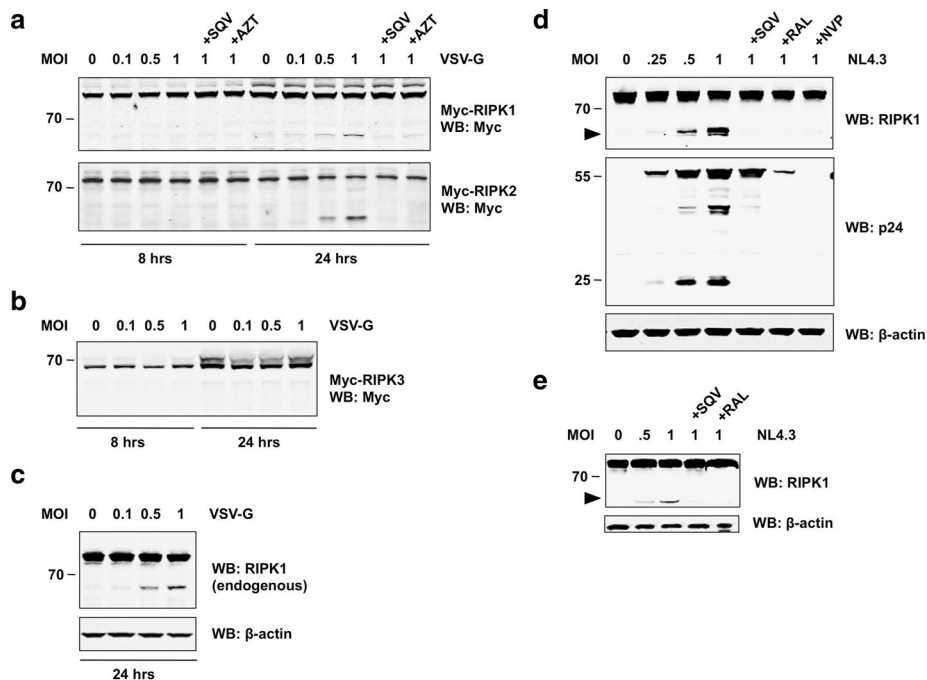 a
+SQV
+AZT
+SQV
+AZT
MOI 0 0.1 0.5 1 1 1 0 0.1 0.5 1 1 1 VSV-G
70
Myc-RIPK1
WB: Myc
70
Myc-RIPK2
WB: Myc
8 hrs 24 hrs
b
MOI 0 0.1 0.5 1 0 0.1 0.5 1 VSV-G
70
Myc-RIPK3
WB: Myc
8 hrs 24 hrs
c
MOI 0 0.1 0.5 1 VSV-G
70
WB: RIPK1
(endogenous)
WB: β-actin
24 hrs
d
+SQV
+RAL
+NVP
MOI 0 .25 .5 1 1 1 1 NL4.3
70
WB: RIPK1
55
WB: p24
25
WB: β-actin
e
+SQV
+RAL
MOI 0 .5 1 1 1 NL4.3
70
WB: RIPK1
WB: β-actin